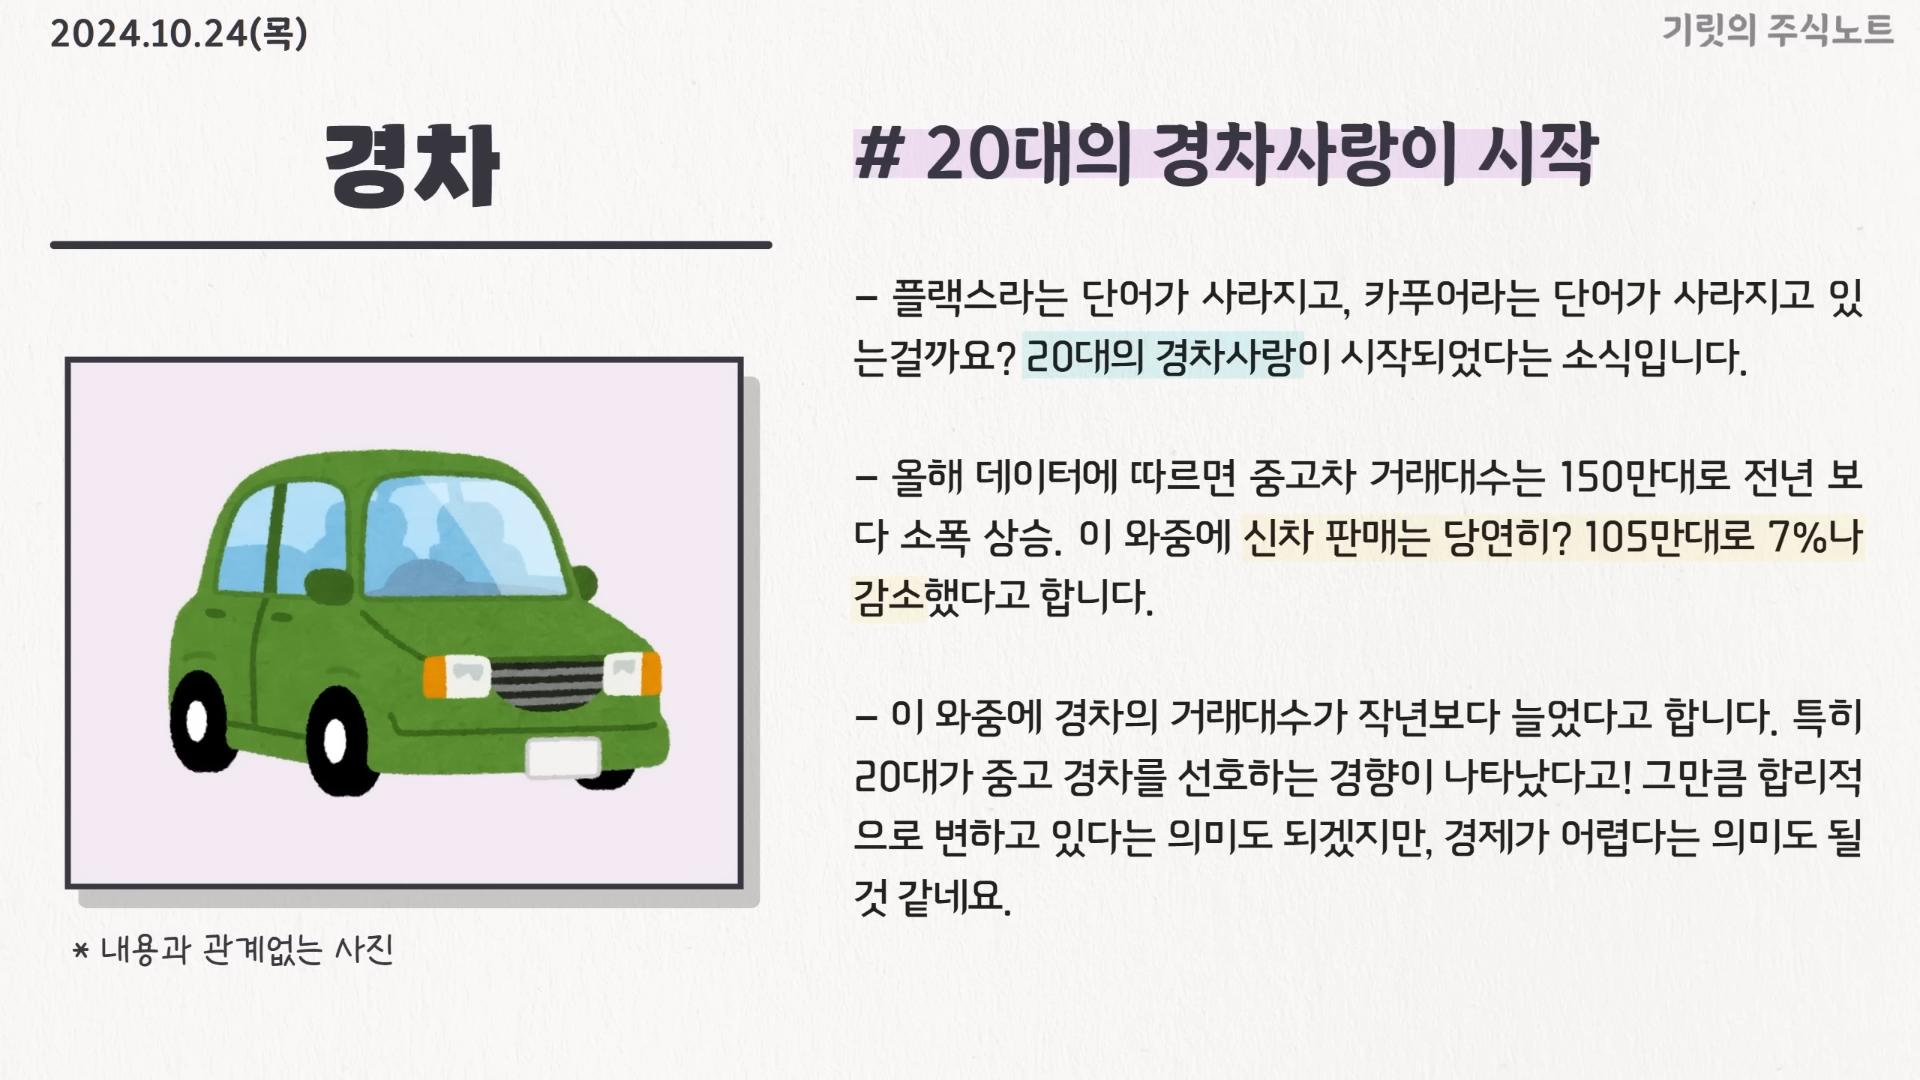 2024.10.24(목)
기릿의 주식노트
경차
* 내용과 관계없는 사진
# 20대의 경차사랑이 시작
- 플랙스라는 단어가 사라지고, 카푸어라는 단어가 사라지고 있
는걸까요? 20대의 경차사랑이 시작되었다는 소식입니다.
- 올해 데이터에 따르면 중고차 거래대수는 150만대로 전년 보
다 소폭 상승. 이 와중에 신차 판매는 당연히? 105만대로 7%나
감소했다고 합니다.
- 이 와중에 경차의 거래대수가 작년보다 늘었다고 합니다. 특히
20대가 중고 경차를 선호하는 경향이 나타났다고! 그만큼 합리적
으로 변하고 있다는 의미도 되겠지만, 경제가 어렵다는 의미도 될
것 같네요.